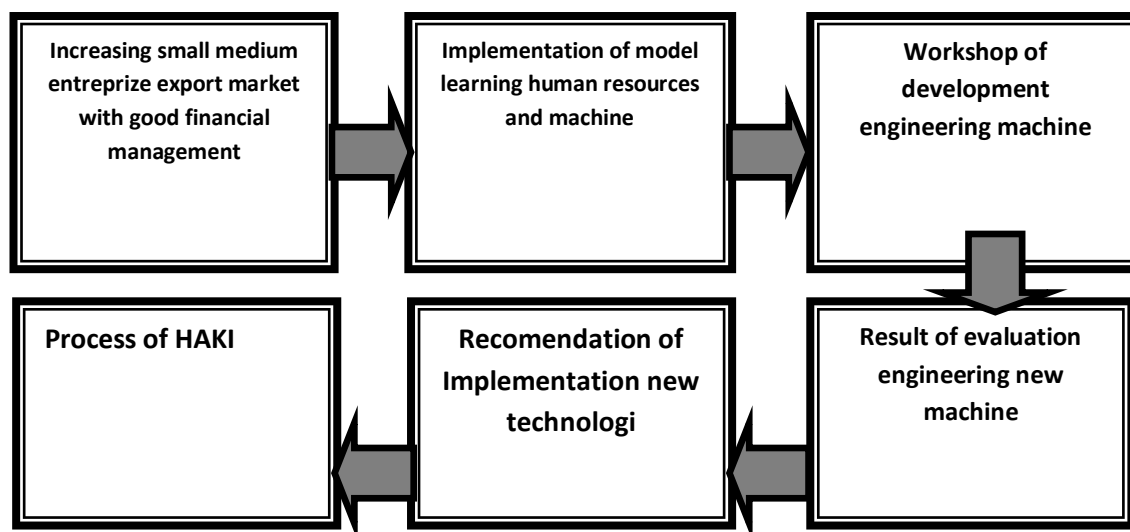 Increasing small medium
entreprize export market
with good financial
management
Implementation of model
learning human resources
and machine
Workshop of
development
engineering machine
Result of evaluation
engineering new
machine
Recomendation of
Implementation new
technologi
Process of HAKI